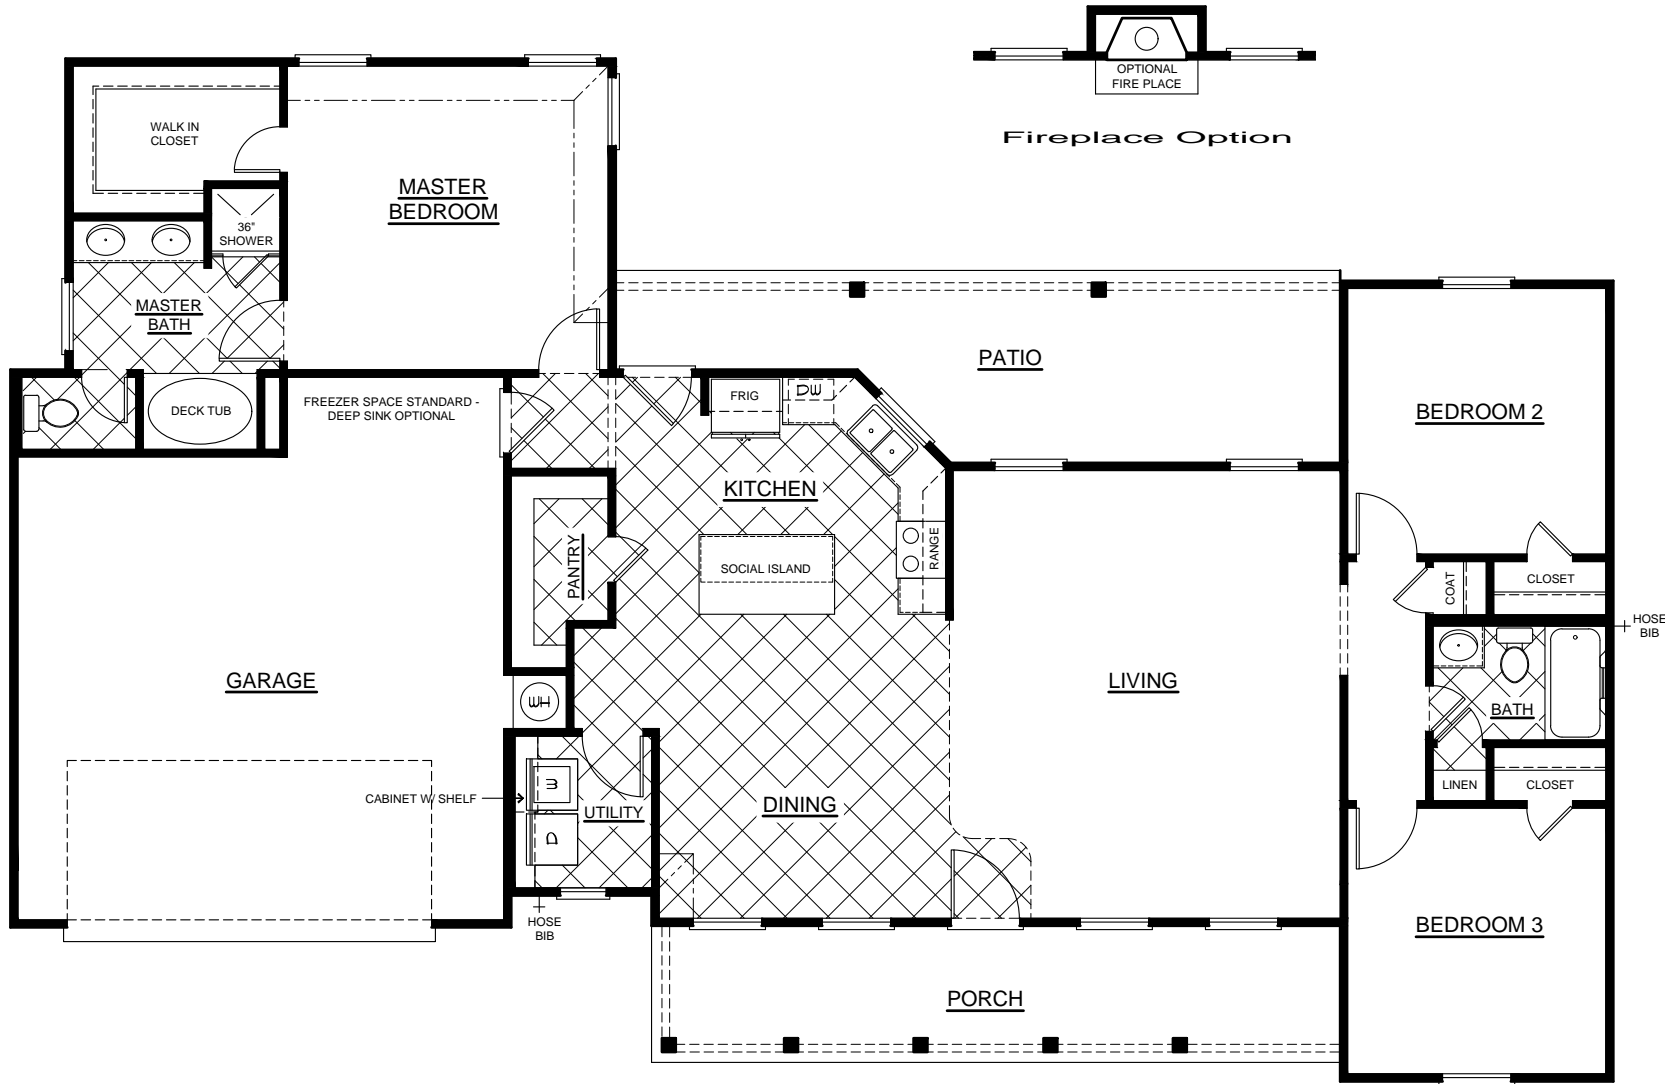 OPTIONAL
FIRE PLACE
Fireplace Option
WALK IN
CLOSET
MASTER
BEDROOM
36"
SHOWER
MASTER
BATH
DECK TUB
FREEZER SPACE STANDARD -
DEEP SINK OPTIONAL
FRIG
DW
PATIO
BEDROOM 2
KITCHEN
RANGE
SOCIAL ISLAND
PANTRY
COAT
CLOSET
HOSE
BIB
GARAGE
WH
LIVING
BATH
LINEN
CLOSET
CABINET W/ SHELF
W
D
UTILITY
DINING
HOSE
BIB
BEDROOM 3
PORCH